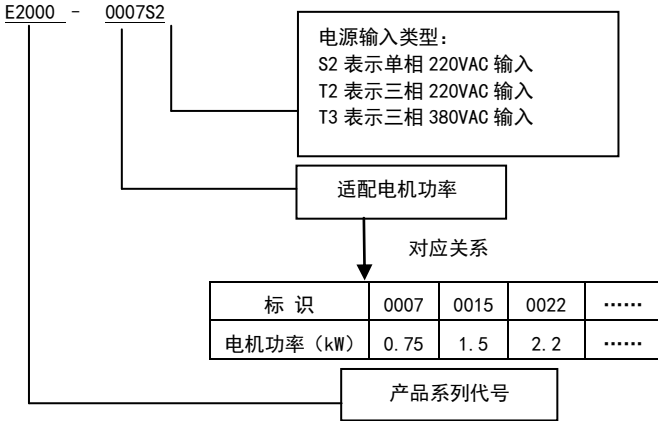 E2000 - 0007S2
电源输入类型：
S2 表示单相 220VAC 输入
T2 表示三相 220VAC 输入
T3 表示三相 380VAC 输入
适配电机功率
对应关系
标 识 0007 0015 0022 ……
电机功率（kW） 0.75 1.5 2.2 ……
产品系列代号